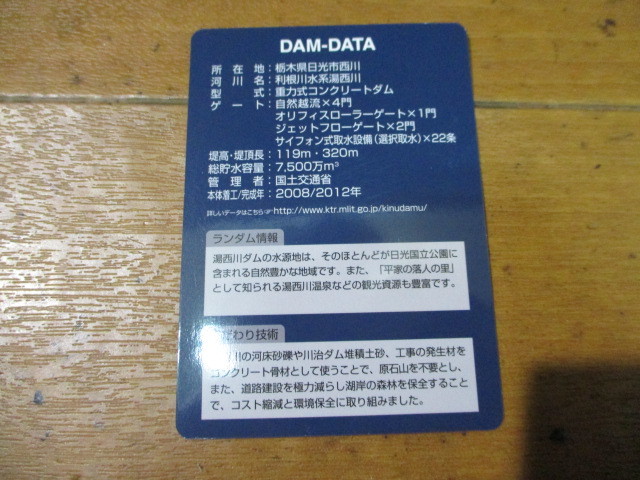 DAM-DATA
所在地：栃木県日光市西川
河川名：利根川水系湯西川
型式：重力式コンクリートダム
ゲート：自然越流×4門
オリフィスローラーゲート×1門
ジェットフローゲート×2門
サイフォン式取水設備（選択取水）×22条
堤高・堤頂長：119m・320m
総貯水容量：7,500万m³
管理者：国土交通省
本体着工/完成年：2008/2012年
詳しいデータはこちら☞http://www.ktr.mlit.go.jp/kinudamu/
ランダム情報
湯西川ダムの水源地は、そのほとんどが日光国立公園に
含まれる自然豊かな地域です。また、「平家の落人の里」
として知られる湯西川温泉などの観光資源も豊富です。
わり技術
川の河床砂礫や川治ダム堆積土砂、工事の発生材を
コンクリート骨材として使うことで、原石山を不要とし、
また、道路建設を極力減らし湖岸の森林を保全すること
で、コスト縮減と環境保全に取り組みました。